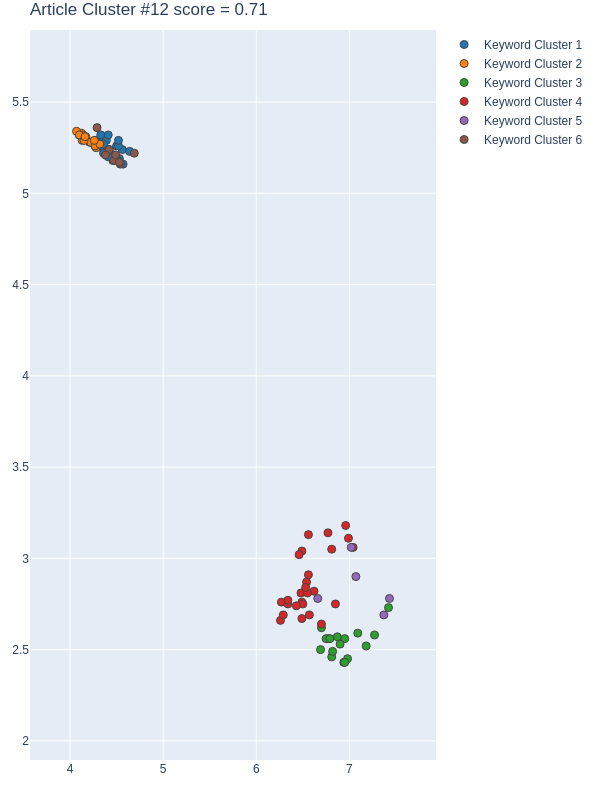 Article Cluster #12 score = 0.71
Keyword Cluster 1
Keyword Cluster 2
Keyword Cluster 3
Keyword Cluster 4
Keyword Cluster 5
Keyword Cluster 6
5.5
5
4.5
4
3.5
3
2.5
2
4 5 6 7